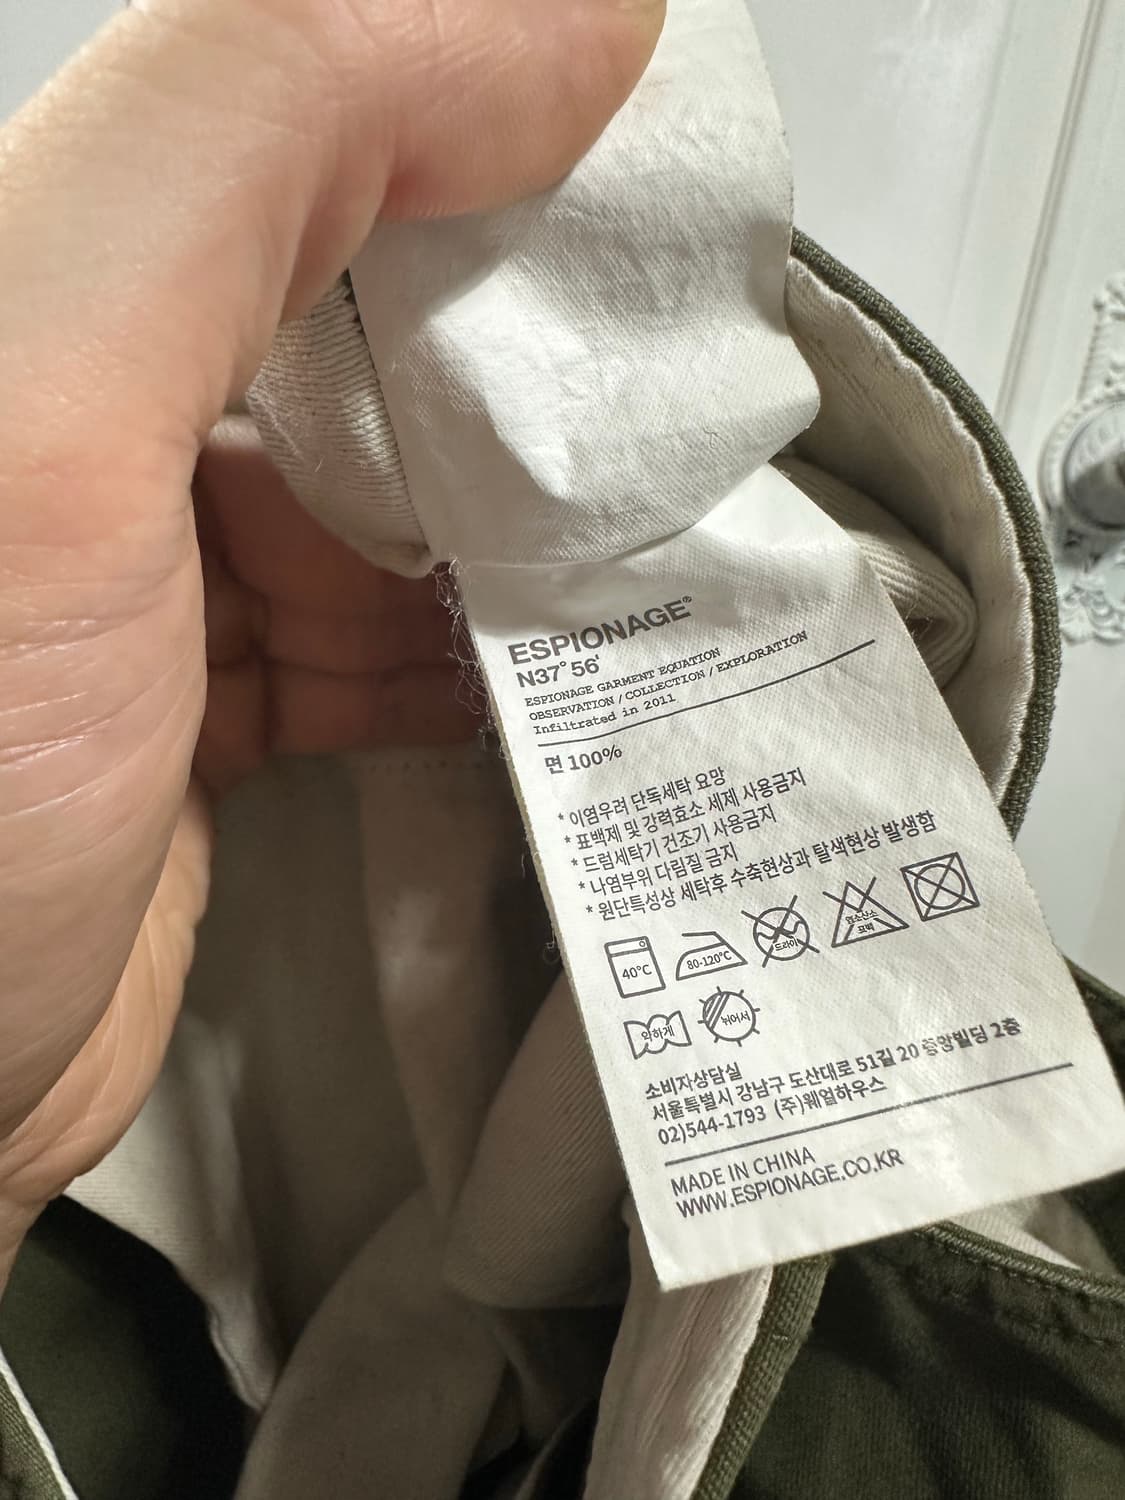 ESPIONAGE®
N37° 56'
ESPIONAGE GARMENT EQUATION
OBSERVATION / COLLECTION / EXPLORATION
Infiltrated in 2011
면 100%
* 이염우려 단독세탁 요망
* 표백제 및 강력효소 세제 사용금지
* 드럼세탁기 건조기 사용금지
* 나염부위 다림질 금지
* 원단특성상 세탁후 수축현상과 탈색현상 발생함
40°C
80-120°C
드라이
염소산소
표백
약하게
뉘어서
소비자상담실
서울특별시 강남구 도산대로 51길 20 중앙빌딩 2층
02)544-1793 (주)웨얼하우스
MADE IN CHINA
WWW.ESPIONAGE.CO.KR